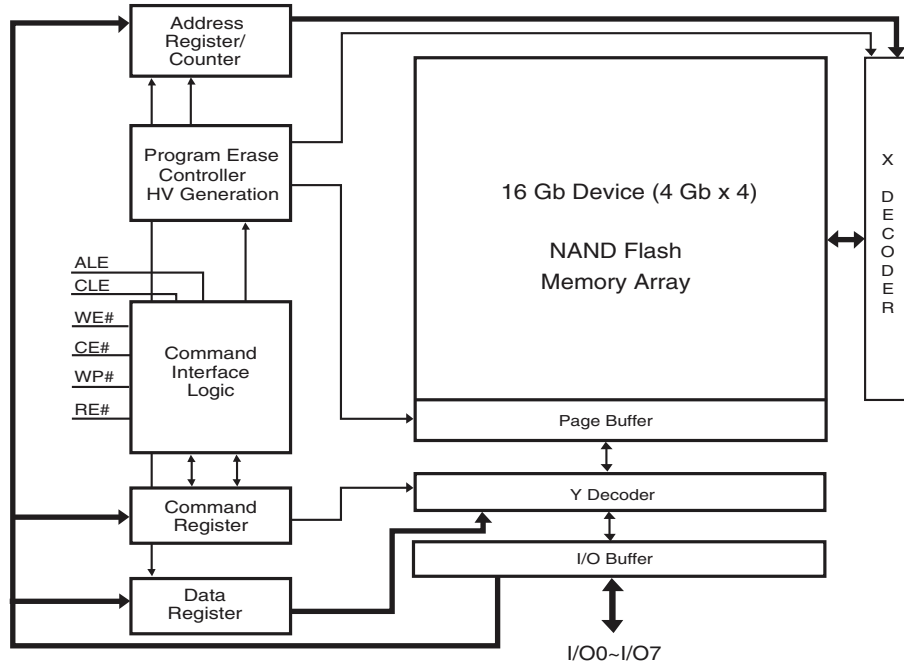 Address
Register/
Counter
Program Erase
Controller
HV Generation
ALE
CLE
WE#
CE#
WP#
RE#
Command
Interface
Logic
Command
Register
Data
Register
16 Gb Device (4 Gb x 4)
NAND Flash
Memory Array
Page Buffer
Y Decoder
I/O Buffer
I/O0~I/O7
X
D
E
C
O
D
E
R